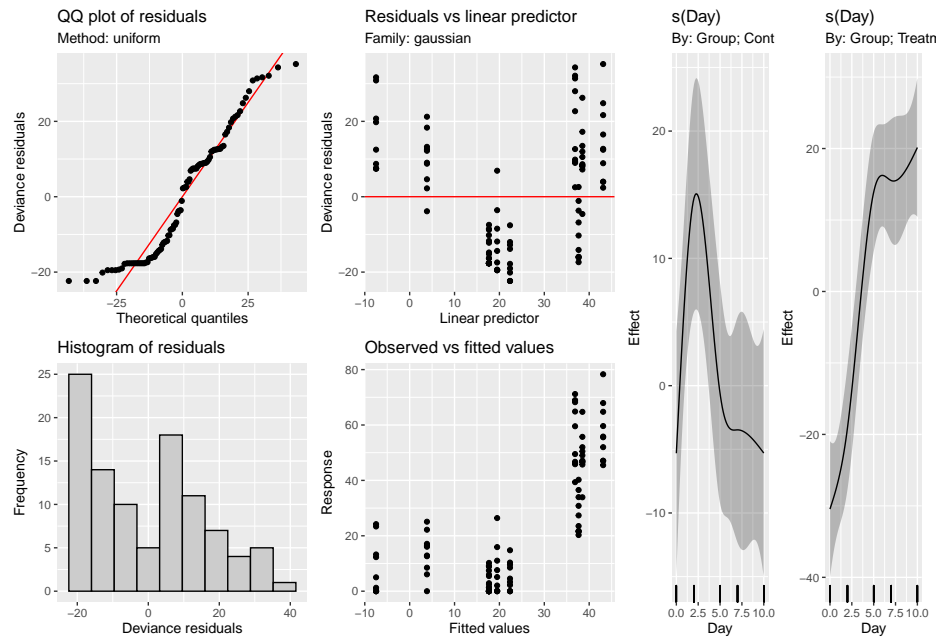 QQ plot of residuals
Method: uniform
Deviance residuals
20
0
−20
−25
0
25
Theoretical quantiles
Residuals vs linear predictor
Family: gaussian
Deviance residuals
20
0
−20
−10
0
10
20
30
40
Linear predictor
Histogram of residuals
Frequency
25
20
15
10
5
0
−20
0
20
40
Deviance residuals
Observed vs fitted values
Response
80
60
40
20
0
−10
0
10
20
30
40
Fitted values
s(Day)
By: Group; Cont
Effect
20
10
0
−10
0.0 2.5 5.0 7.5 10.0
Day
s(Day)
By: Group; Treatm
Effect
20
0
−20
−40
0.0 2.5 5.0 7.5 10.0
Day